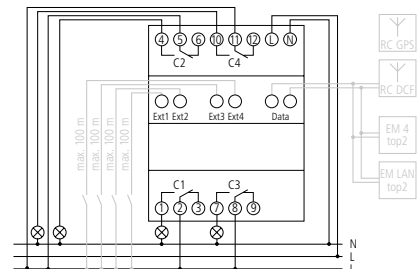 4 5 6 10 11 12 L N
C2 C4
RC GPS
RC DCF
max. 100 m
max. 100 m
max. 100 m
max. 100 m
Ext1 Ext2 Ext3 Ext4 Data
EM 4
top2
EM LAN
top2
C1 C3
1 2 3 7 8 9
N
L
L